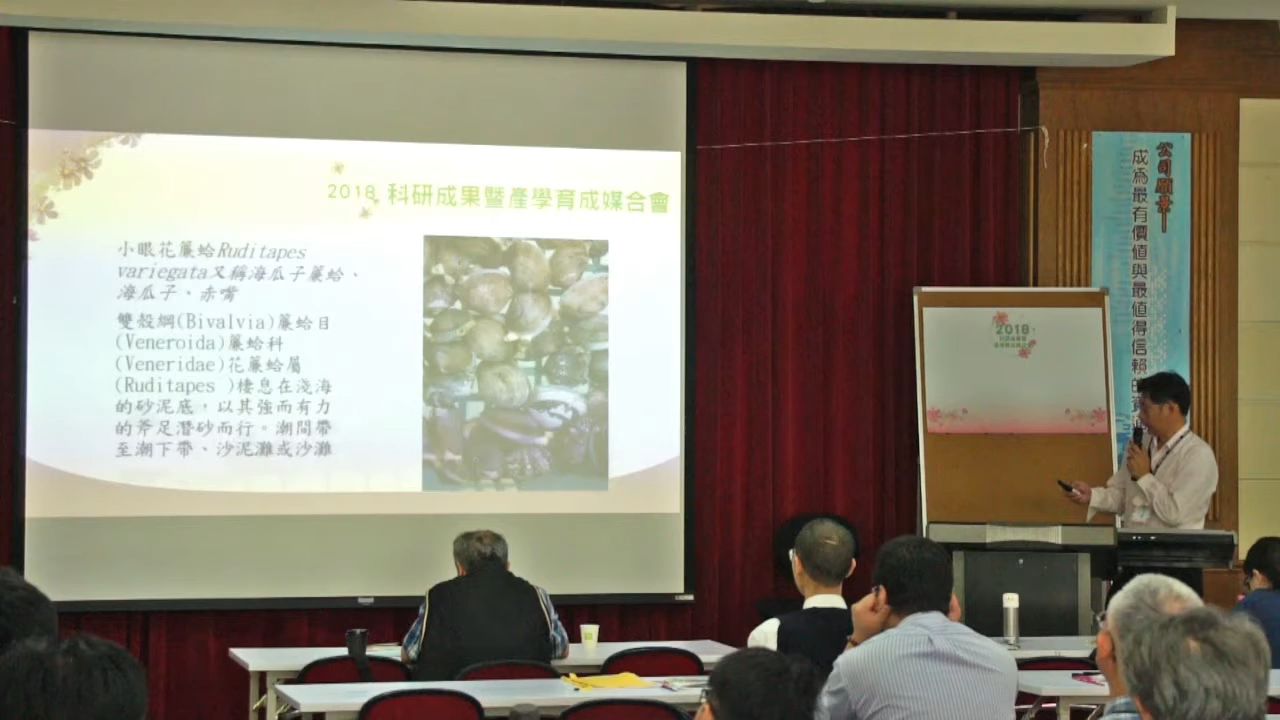 2018 科研成果暨產學育成媒合會
小眼花簾蛤Ruditapes
variegata又稱海瓜子簾蛤、
海瓜子、赤嘴
雙殼綱(Bivalvia)簾蛤目
(Veneroida)簾蛤科
(Veneridae)花簾蛤屬
(Ruditapes )棲息在淺海
的砂泥底，以其強而有力
的斧足潛砂而行。潮間帶
至潮下帶、沙泥灘或沙灘
2018
公司願景
成為最有價值與最值得信賴的